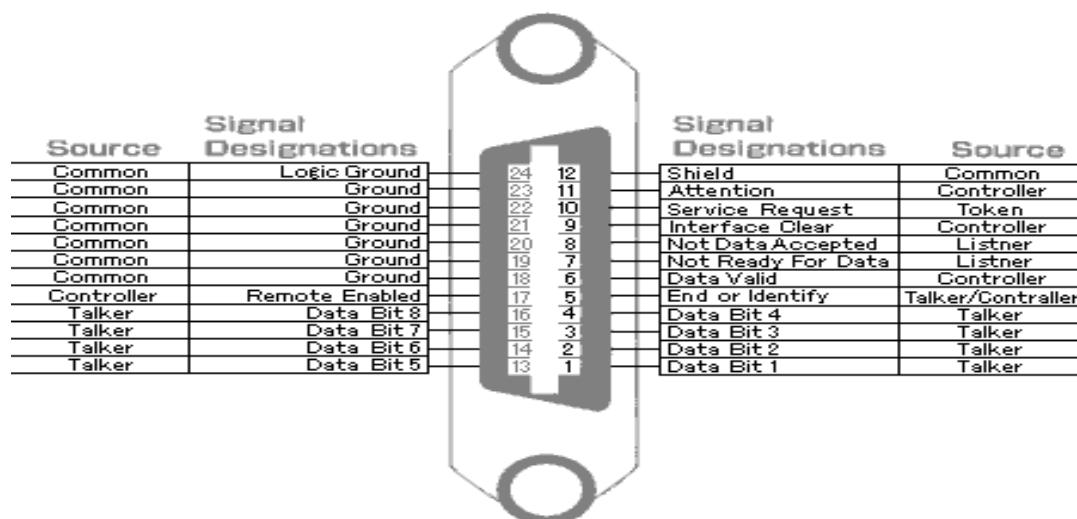 Signal Designations Signal Designations
Source Source
Common Logic Ground 24 12 Shield Common
Common Ground 23 11 Attention Controller
Common Ground 22 10 Service Request Token
Common Ground 21 9 Interface Clear Controller
Common Ground 20 8 Not Data Accepted Listner
Common Ground 19 7 Not Ready For Data Listner
Common Ground 18 6 Data Valid Controller
Controller Remote Enabled 17 5 End or Identify Talker/Contraller
Talker Data Bit 8 16 4 Data Bit 4 Talker
Talker Data Bit 7 15 3 Data Bit 3 Talker
Talker Data Bit 6 14 2 Data Bit 2 Talker
Talker Data Bit 5 13 1 Data Bit 1 Talker